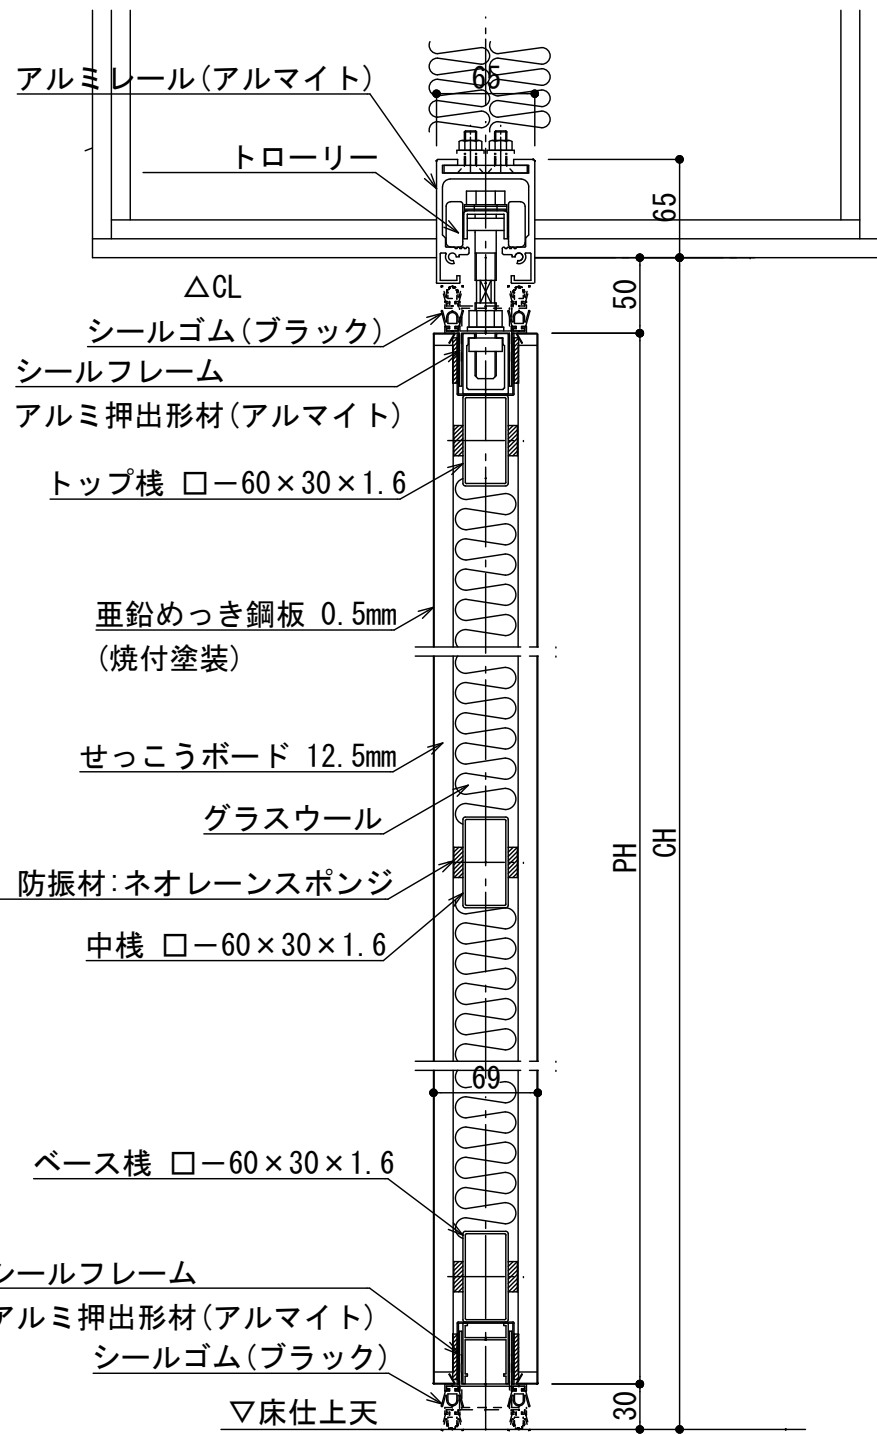 アルミレール(アルマイト)
65
トローリー
65
△CL
50
シールゴム(ブラック)
シールフレーム
アルミ押出形材(アルマイト)
トップ桟 □－60×30×1.6
亜鉛めっき鋼板 0.5mm
(焼付塗装)
せっこうボード 12.5mm
グラスウール
PH
CH
防振材:ネオレーンスポンジ
中桟 □－60×30×1.6
69
ベース桟 □－60×30×1.6
シールフレーム
アルミ押出形材(アルマイト)
シールゴム(ブラック)
▽床仕上天
30